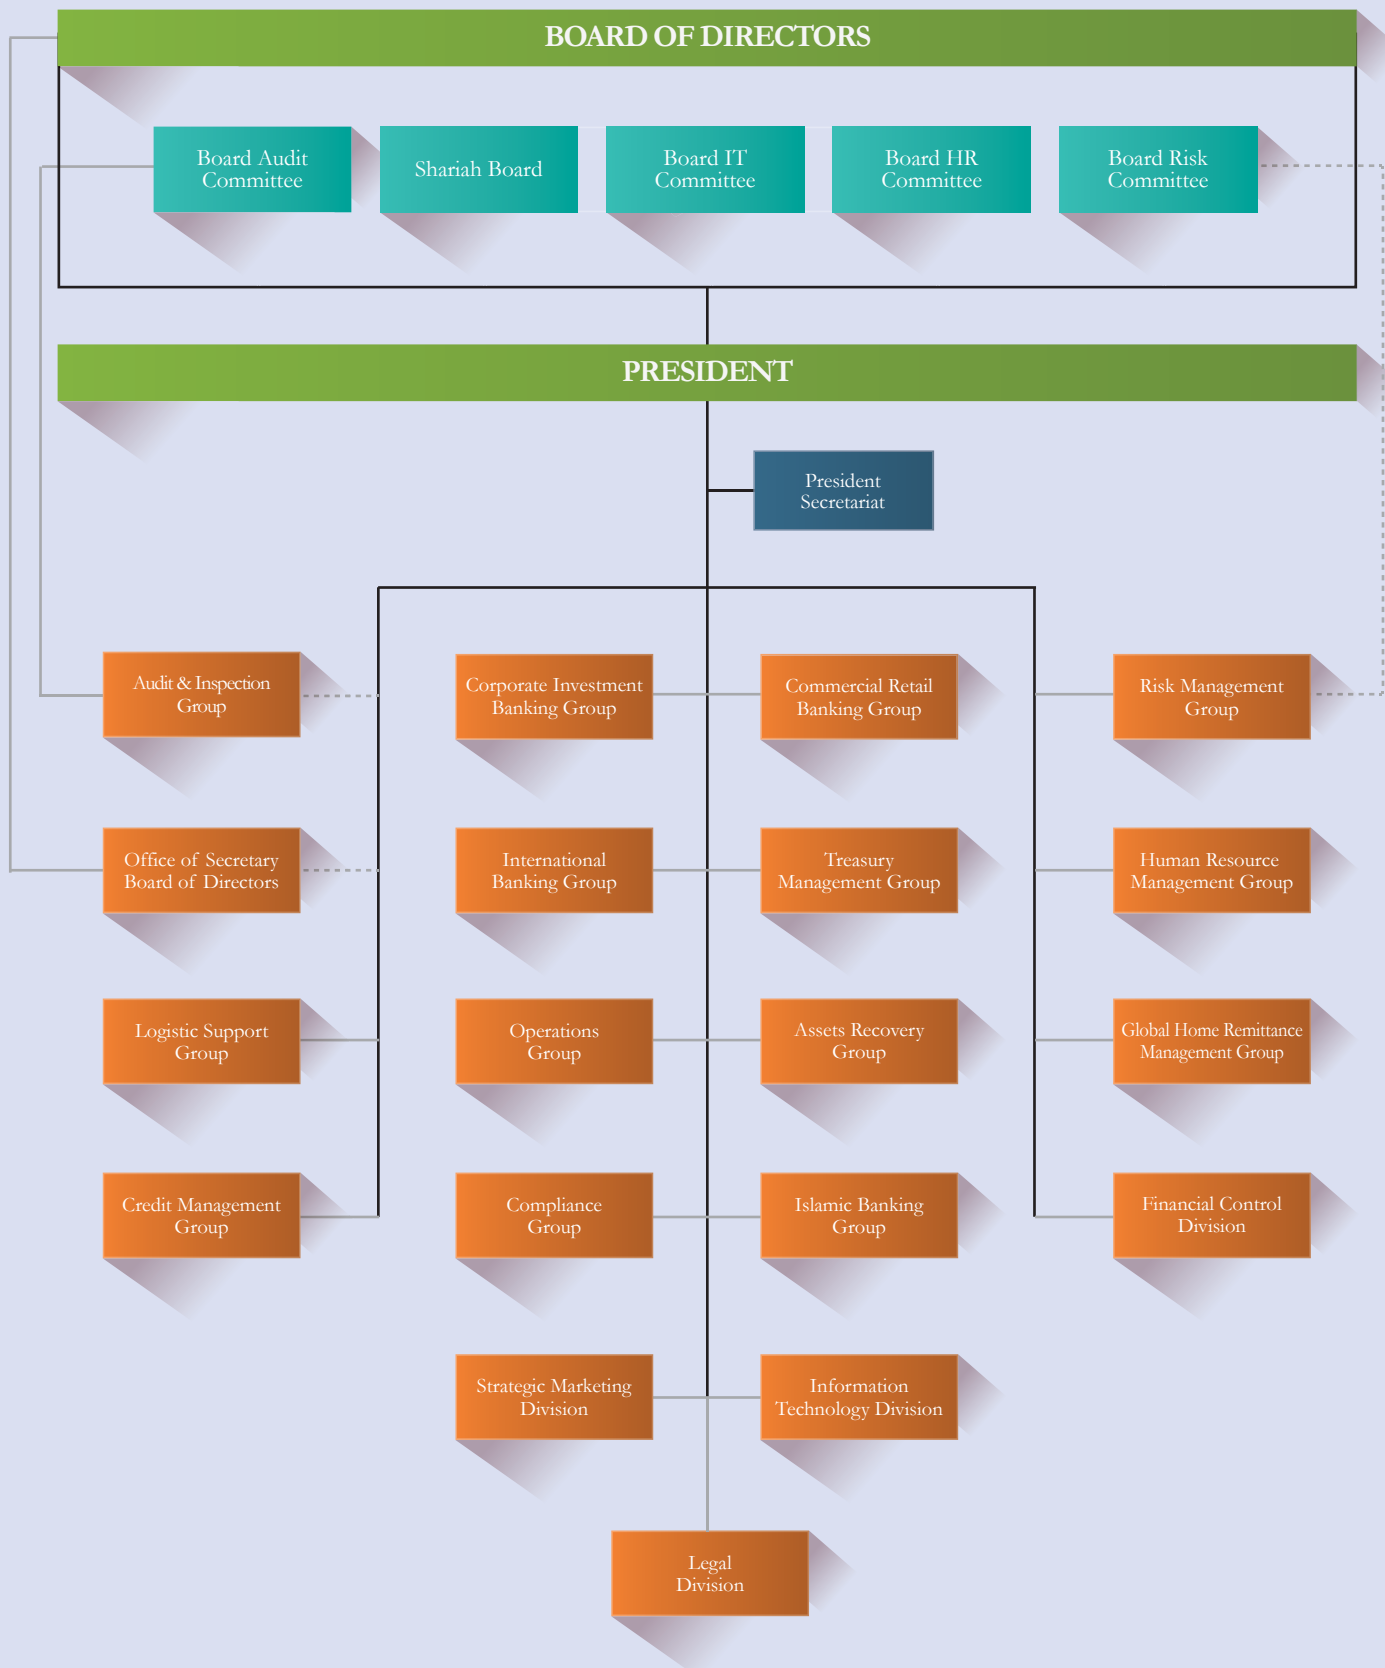 BOARD OF DIRECTORS
Board Audit
Committee
Shariah Board
Board IT
Committee
Board HR
Committee
Board Risk
Committee
PRESIDENT
President
Secretariat
Audit & Inspection
Group
Corporate Investment
Banking Group
Commercial Retail
Banking Group
Risk Management
Group
Office of Secretary
Board of Directors
International
Banking Group
Treasury
Management Group
Human Resource
Management Group
Logistic Support
Group
Operations
Group
Assets Recovery
Group
Global Home Remittance
Management Group
Credit Management
Group
Compliance
Group
Islamic Banking
Group
Financial Control
Division
Strategic Marketing
Division
Information
Technology Division
Legal
Division